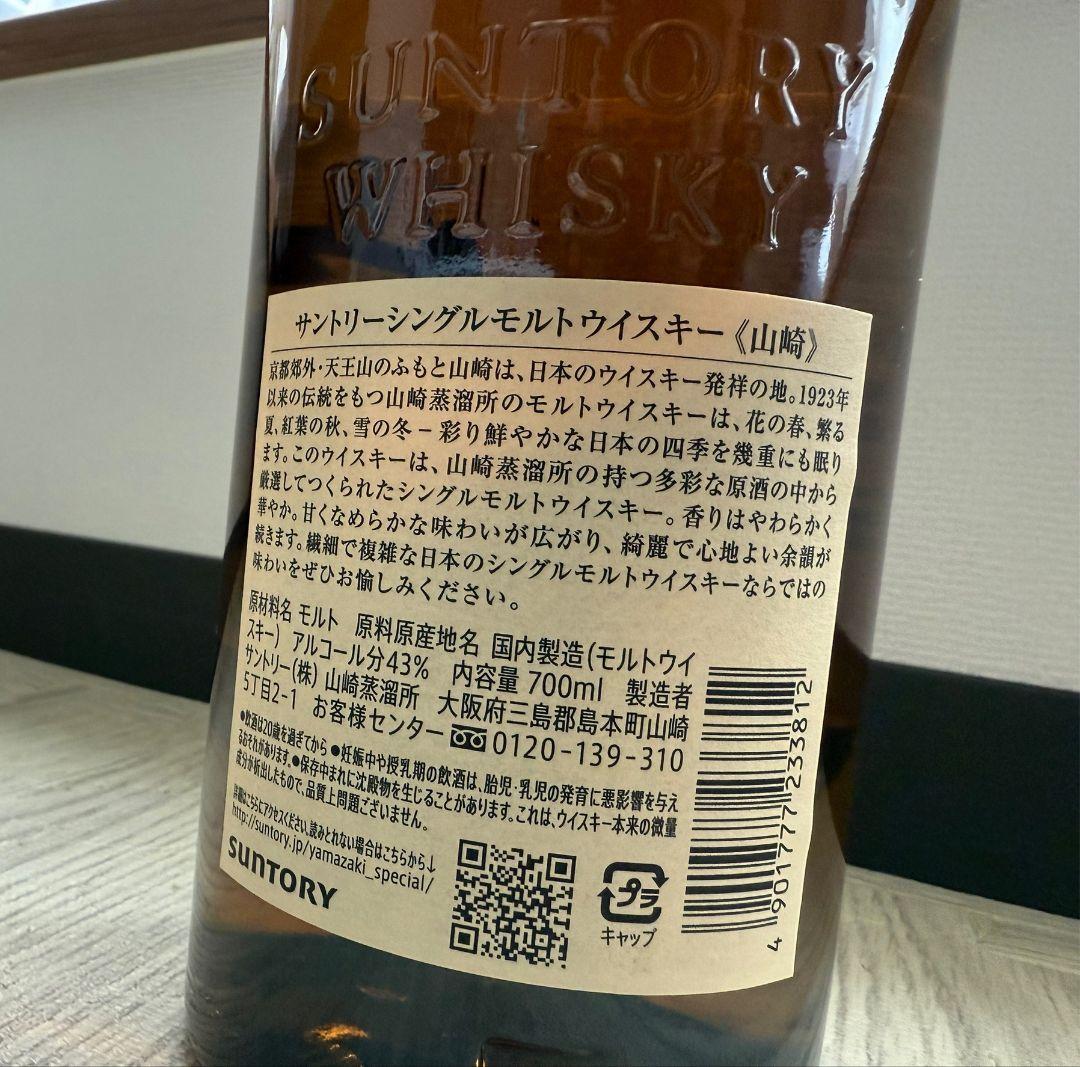 SUNTORY
WHISKY
サントリーシングルモルトウイスキー《山崎》
京都郊外・天王山のふもと山崎は、日本のウイスキー発祥の地。1923年
以来の伝統をもつ山崎蒸溜所のモルトウイスキーは、花の春、繁る
夏、紅葉の秋、雪の冬－彩り鮮やかな日本の四季を幾重にも眠り
ます。このウイスキーは、山崎蒸溜所の持つ多彩な原酒の中から
厳選してつくられたシングルモルトウイスキー。香りはやわらかく
華やか。甘くなめらかな味わいが広がり、綺麗で心地よい余韻が
続きます。繊細で複雑な日本のシングルモルトウイスキーならではの
味わいをぜひお愉しみください。
原材料名 モルト 原料原産地名 国内製造(モルトウイ
スキー) アルコール分43% 内容量 700ml 製造者
サントリー(株) 山崎蒸溜所 大阪府三島郡島本町山崎
5丁目2-1 お客様センター 0120-139-310
●飲酒は20歳を過ぎてから ●妊娠中や授乳期の飲酒は、胎児・乳児の発育に悪影響を与え
るおそれがあります。●保存中まれに沈殿物を生じることがあります。これは、ウイスキー本来の微量
成分が析出したもので、品質上問題ございません。
詳細はこちらにアクセスください。読みとれない場合はこちらから↓
http://suntory.jp/yamazaki_special/
SUNTORY
プラ
キャップ
4 901777 233812